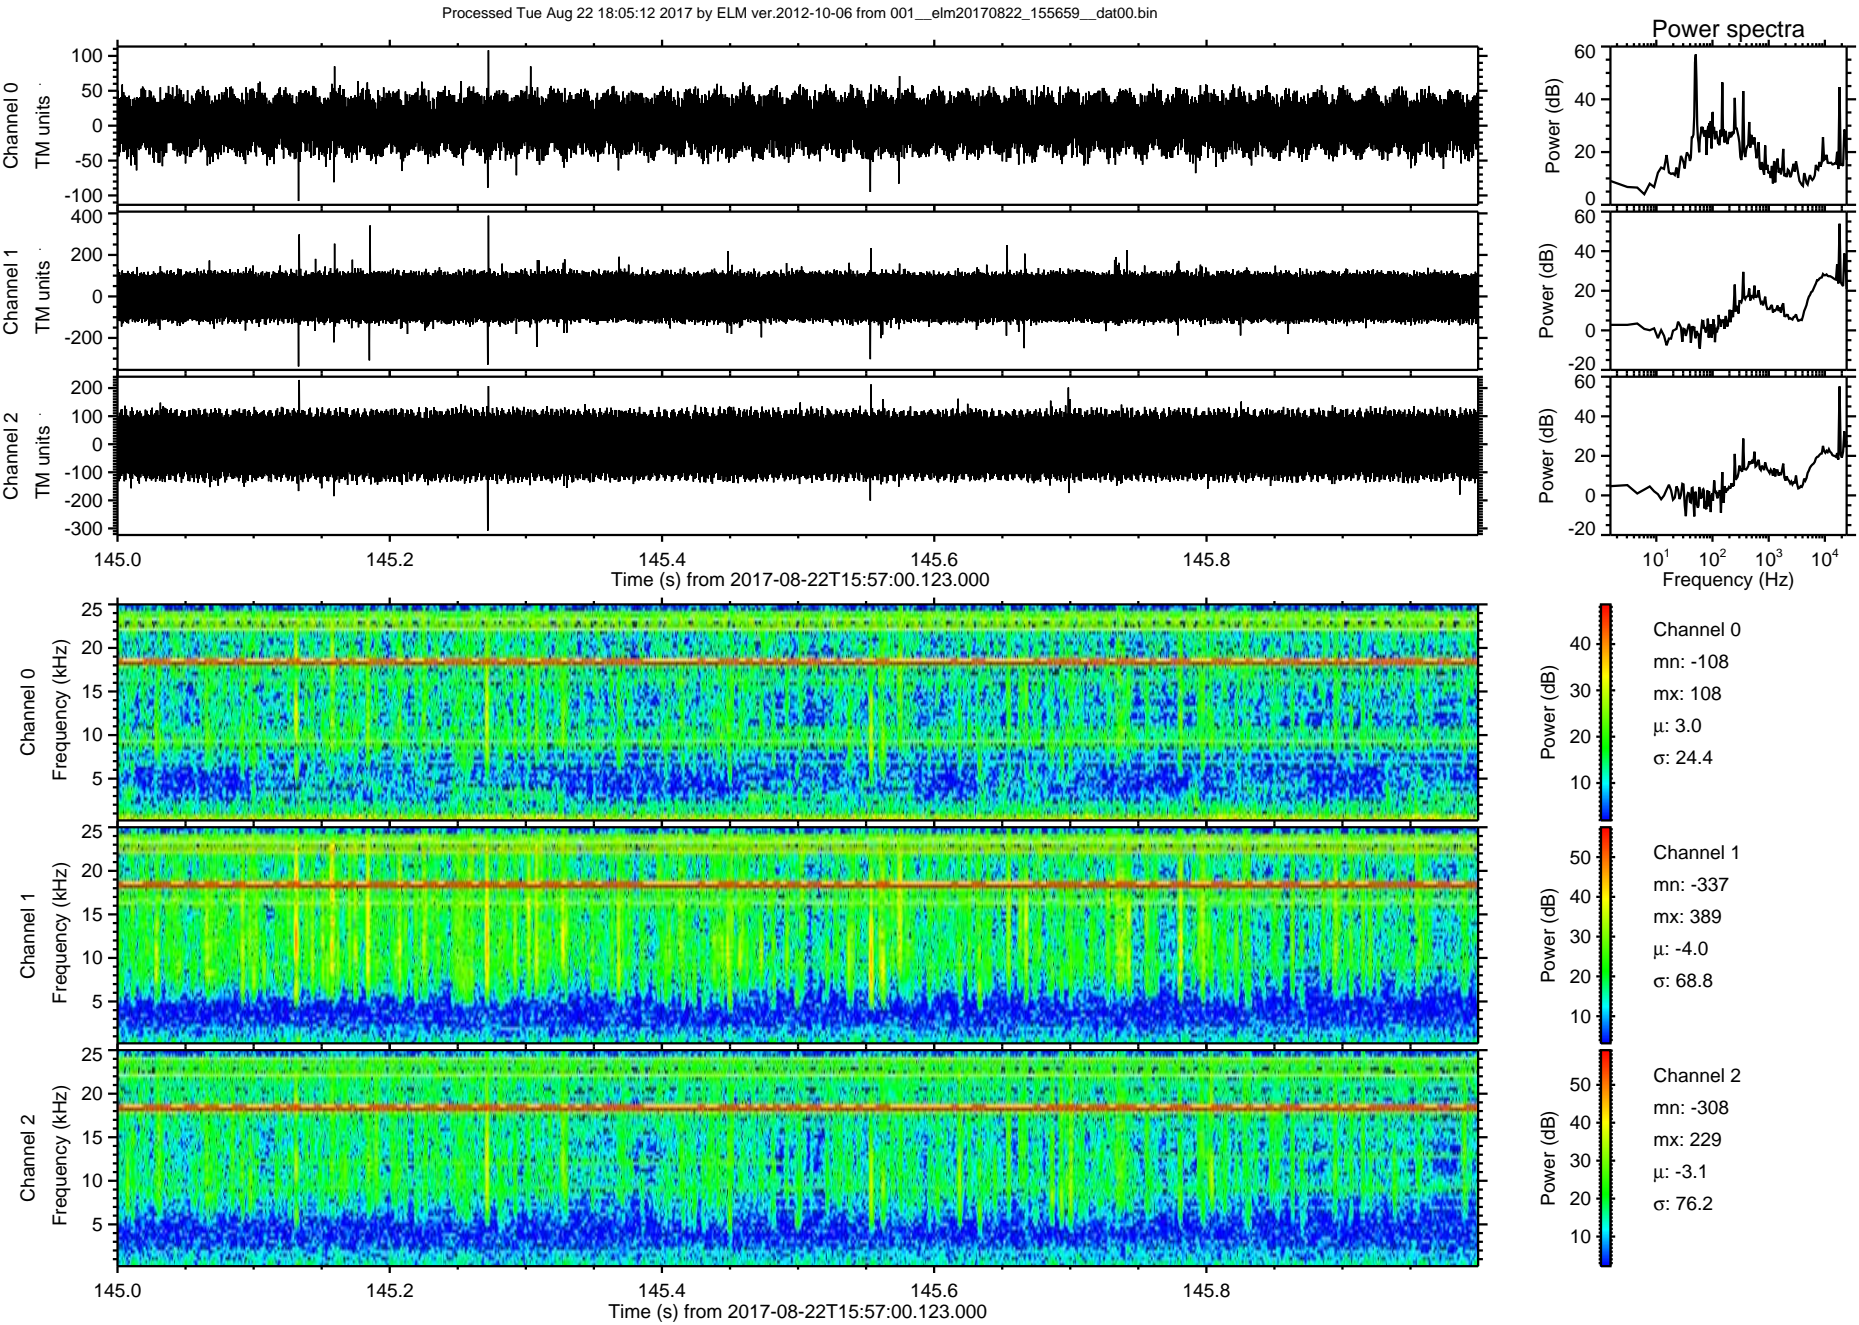 Processed Tue Aug 22 18:05:12 2017 by ELM ver.2012-10-06 from 001__elm20170822_155659__dat00.bin
Power spectra
Channel 0
TM units
100
50
0
-50
-100
Power (dB)
60
40
20
0
Channel 1
TM units
400
200
0
-200
Power (dB)
60
40
20
0
-20
Channel 2
TM units
200
100
0
-100
-200
-300
Power (dB)
60
40
20
0
-20
145.0 145.2 145.4 145.6 145.8
Time (s) from 2017-08-22T15:57:00.123.000
10¹ 10² 10³ 10⁴
Frequency (Hz)
Channel 0
Frequency (kHz)
25
20
15
10
5
Power (dB)
40
30
20
10
Channel 0
mn: -108
mx: 108
μ: 3.0
σ: 24.4
Channel 1
Frequency (kHz)
25
20
15
10
5
Power (dB)
50
40
30
20
10
Channel 1
mn: -337
mx: 389
μ: -4.0
σ: 68.8
Channel 2
Frequency (kHz)
25
20
15
10
5
Power (dB)
50
40
30
20
10
Channel 2
mn: -308
mx: 229
μ: -3.1
σ: 76.2
145.0 145.2 145.4 145.6 145.8
Time (s) from 2017-08-22T15:57:00.123.000